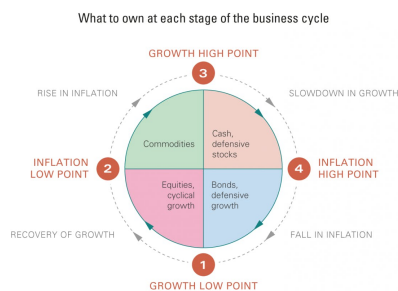 What to own at each stage of the business cycle
GROWTH HIGH POINT
3
RISE IN INFLATION
SLOWDOWN IN GROWTH
Commodities
Cash,
defensive
stocks
INFLATION
LOW POINT
2
4
INFLATION
HIGH POINT
Equities,
cyclical
growth
Bonds,
defensive
growth
RECOVERY OF GROWTH
FALL IN INFLATION
1
GROWTH LOW POINT